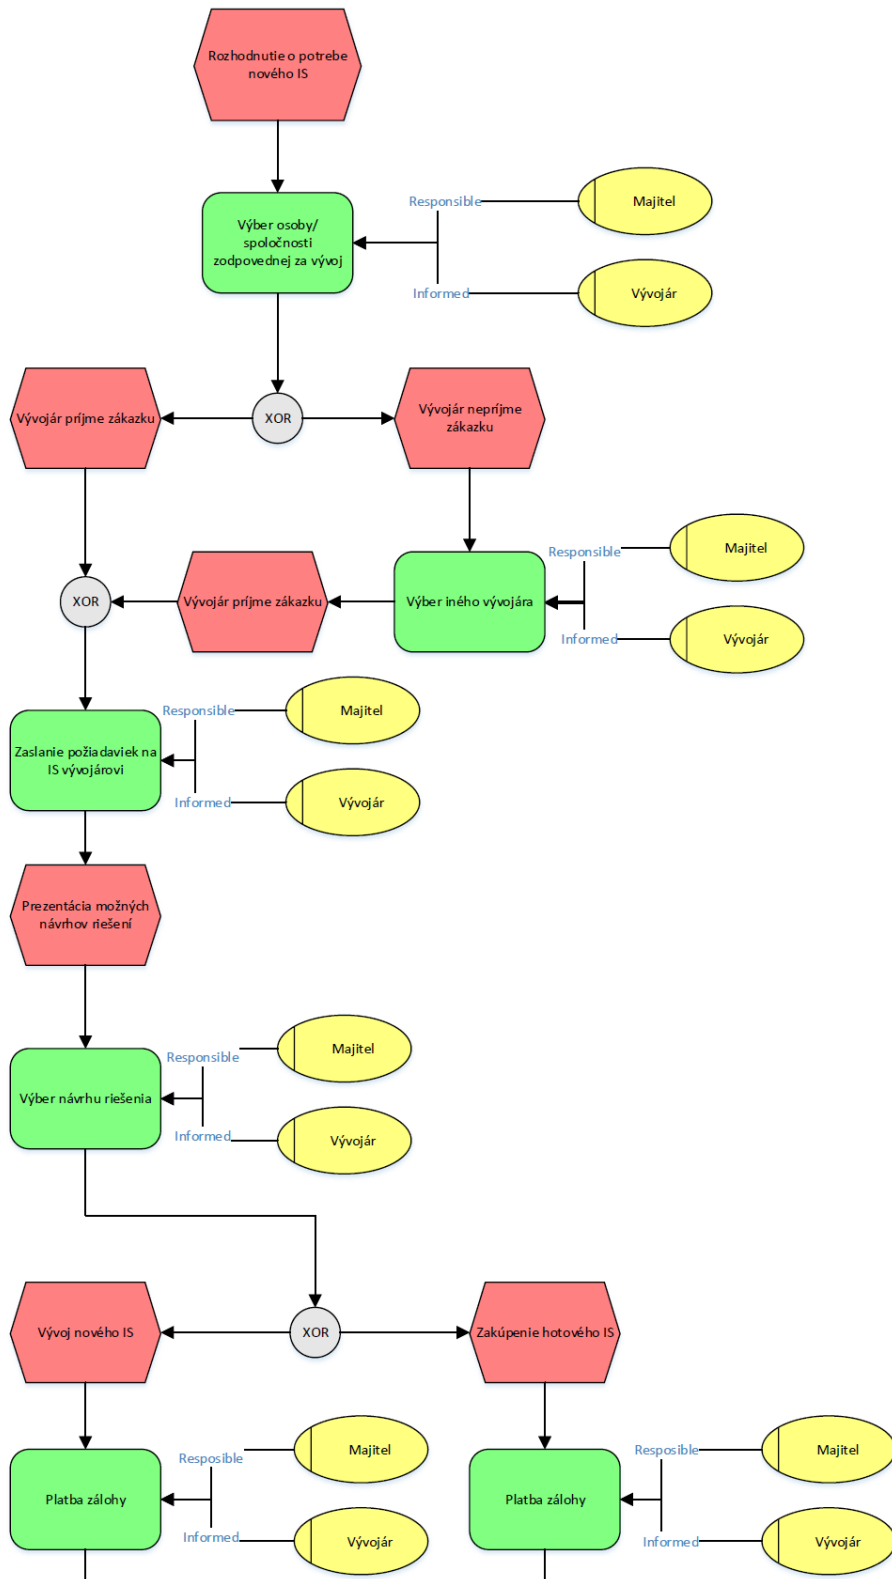 Rozhodnutie o potrebe
nového IS
Responsible
Majitel
Výber osoby/
spoločnosti
zodpovednej za vývoj
Informed
Vývojár
Vývojár príjme zákazku
XOR
Vývojár nepríjme
zákazku
Responsible
Majitel
XOR
Vývojár príjme zákazku
Výber iného vývojára
Informed
Vývojár
Responsible
Majitel
Zaslanie požiadaviek na
IS vývojárovi
Informed
Vývojár
Prezentácia možných
návrhov riešení
Responsible
Majitel
Výber návrhu riešenia
Informed
Vývojár
Vývoj nového IS
XOR
Zakúpenie hotového IS
Resposible
Majitel
Resposible
Majitel
Platba zálohy
Platba zálohy
Informed
Vývojár
Informed
Vývojár